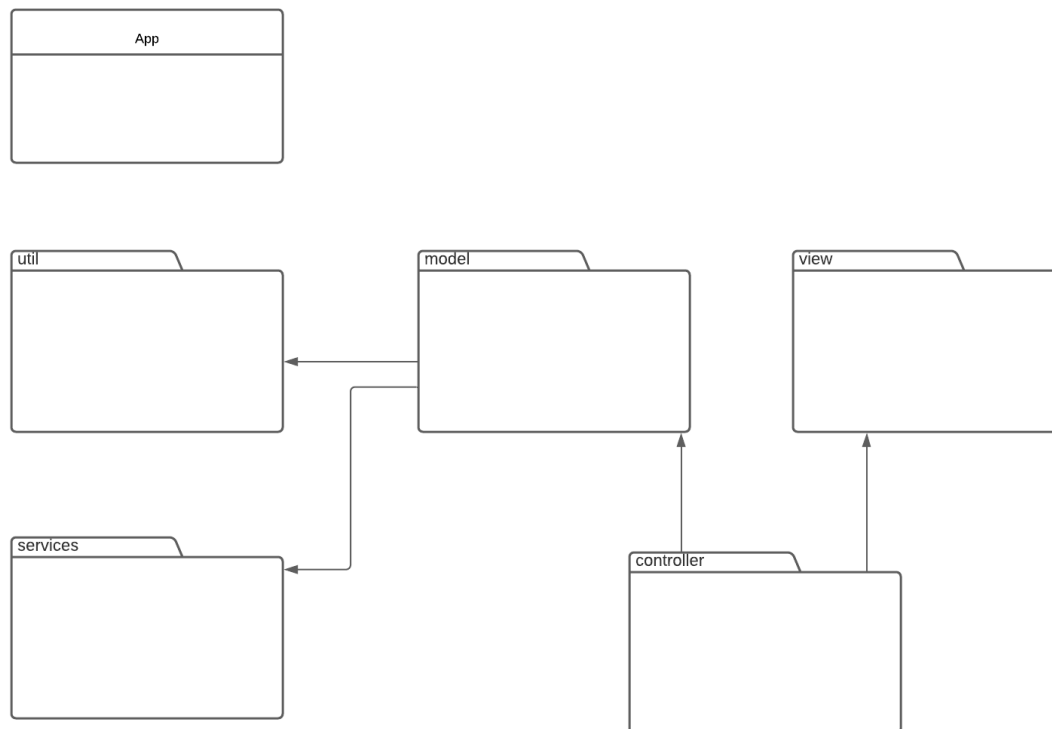 App
util
model
view
services
controller